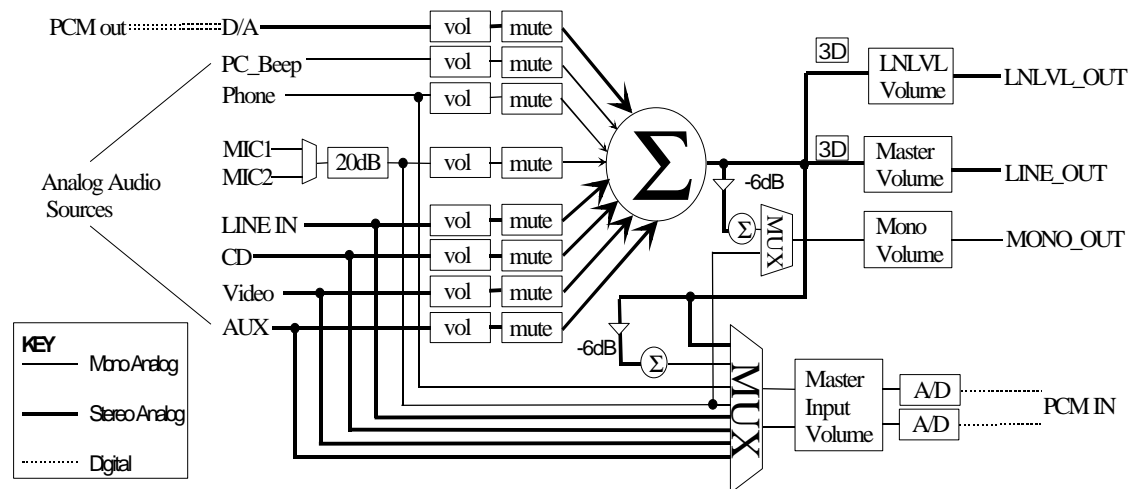 PCM out D/A vol mute
PC_Beep vol mute
Phone vol mute
MIC1
MIC2
20dB vol mute
Analog Audio
Sources
LINE IN vol mute
CD vol mute
Video vol mute
AUX vol mute
Σ
3D
LNLVL
Volume
LNLVL_OUT
3D
Master
Volume
LINE_OUT
-6dB
Σ
MUX
Mono
Volume
MONO_OUT
-6dB
Σ
MUX
Master
Input
Volume
A/D
A/D
PCM IN
KEY
Mono Analog
Stereo Analog
Digital